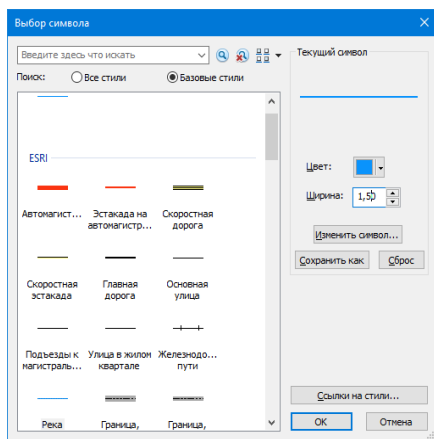 Выбор символа
Введите здесь что искать
Поиск: Все стили Базовые стили
ESRI
Автомагист... Эстакада на автомагистр... Скоростная дорога
Скоростная эстакада Главная дорога Основная улица
Подъезды к магистраль... Улица в жилом квартале Железнодо... пути
Река Граница, Граница,
Текущий символ
Цвет:
Ширина: 1,50
Изменить символ...
Сохранить как Сброс
Ссылки на стили...
OK Отмена